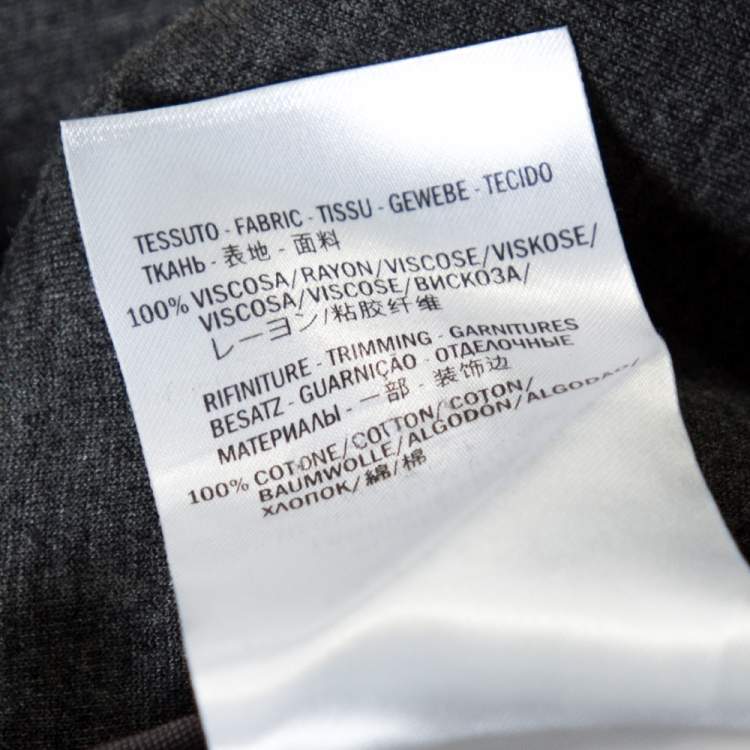 TESSUTO - FABRIC - TISSU - GEWEBE - TECIDO
ТКАНЬ - 表地 - 面料
100% VISCOSA/RAYON/VISCOSE/VISKOSE/
VISCOSA/VISCOSE/ВИСКОЗА/
レーヨン/粘胶纤维
RIFINITURE - TRIMMING - GARNITURES
BESATZ - GUARNIÇÃO - ОТДЕЛОЧНЫЕ
МАТЕРИАЛЫ - 一部 - 装饰边
100% COTONE/COTTON/COTON/
BAUMWOLLE/ALGODÓN/ALGODAO/
ХЛОПОК/綿/棉